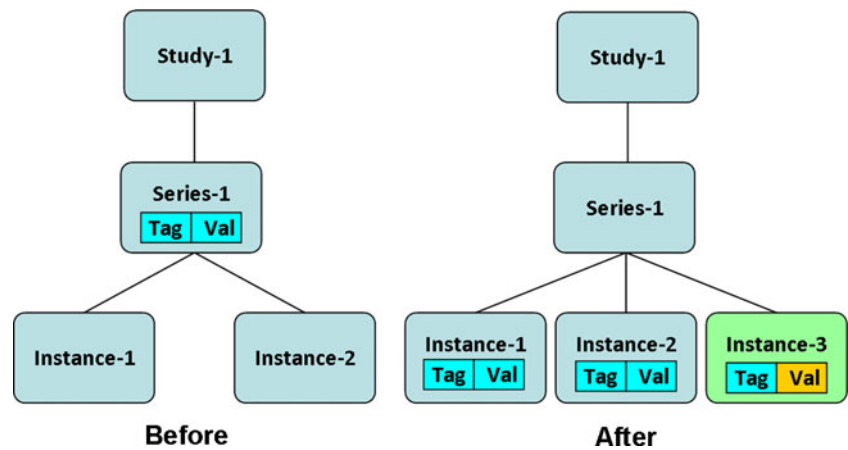 Study-1
Series-1
Tag Val
Instance-1 Instance-2
Before
Study-1
Series-1
Instance-1 Instance-2 Instance-3
Tag Val Tag Val Tag Val
After